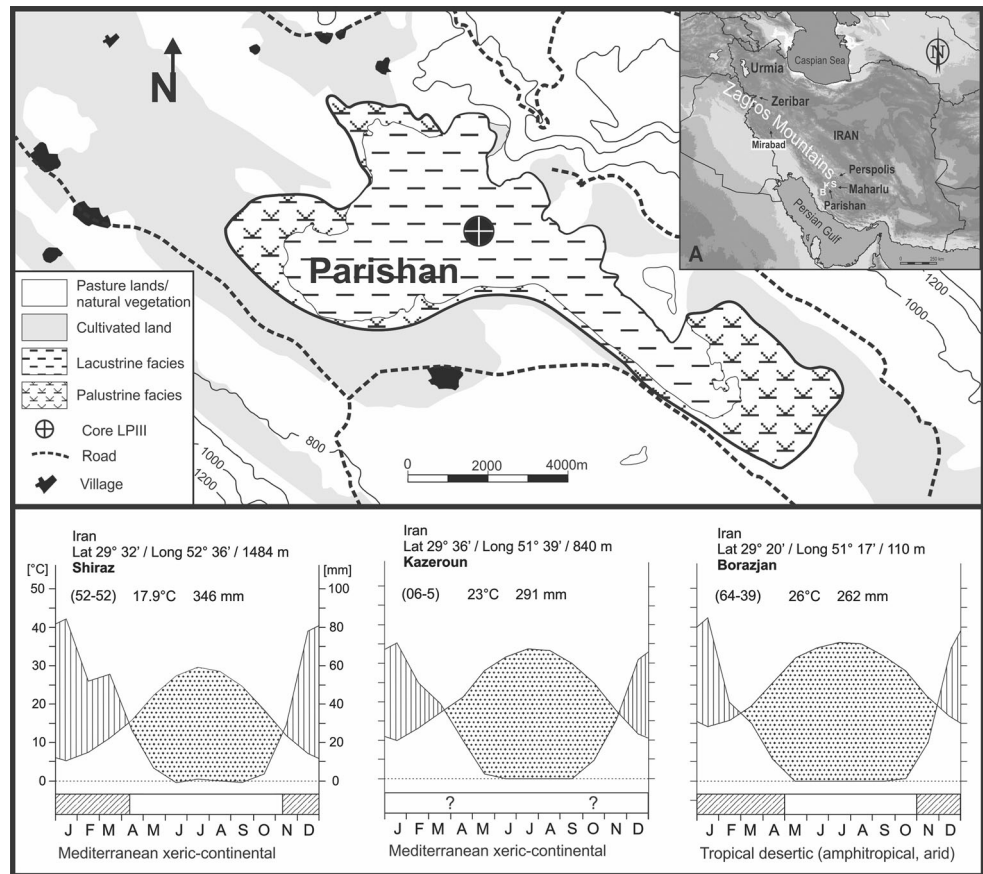 N
Parishan
Pasture lands/
natural vegetation
Cultivated land
Lacustrine facies
Palustrine facies
Core LPIII
Road
Village
800
1000
1200
0 2000 4000m
1200
1000
N
Caspian Sea
Urmia
Zeribar
Zagros Mountains
IRAN
Mirabad
Perspolis
S
B
Maharlu
Parishan
Persian Gulf
A
0 250 km
Iran
Lat 29° 32’ / Long 52° 36’ / 1484 m
[°C] Shiraz [mm]
50 100
(52-52) 17.9°C 346 mm
40 80
30 60
20 40
10 20
0 0
J F M A M J J A S O N D
Mediterranean xeric-continental
Iran
Lat 29° 36’ / Long 51° 39’ / 840 m
Kazeroun
(06-5) 23°C 291 mm
? ?
J F M A M J J A S O N D
Mediterranean xeric-continental
Iran
Lat 29° 20’ / Long 51° 17’ / 110 m
Borazjan
(64-39) 26°C 262 mm
J F M A M J J A S O N D
Tropical desertic (amphitropical, arid)